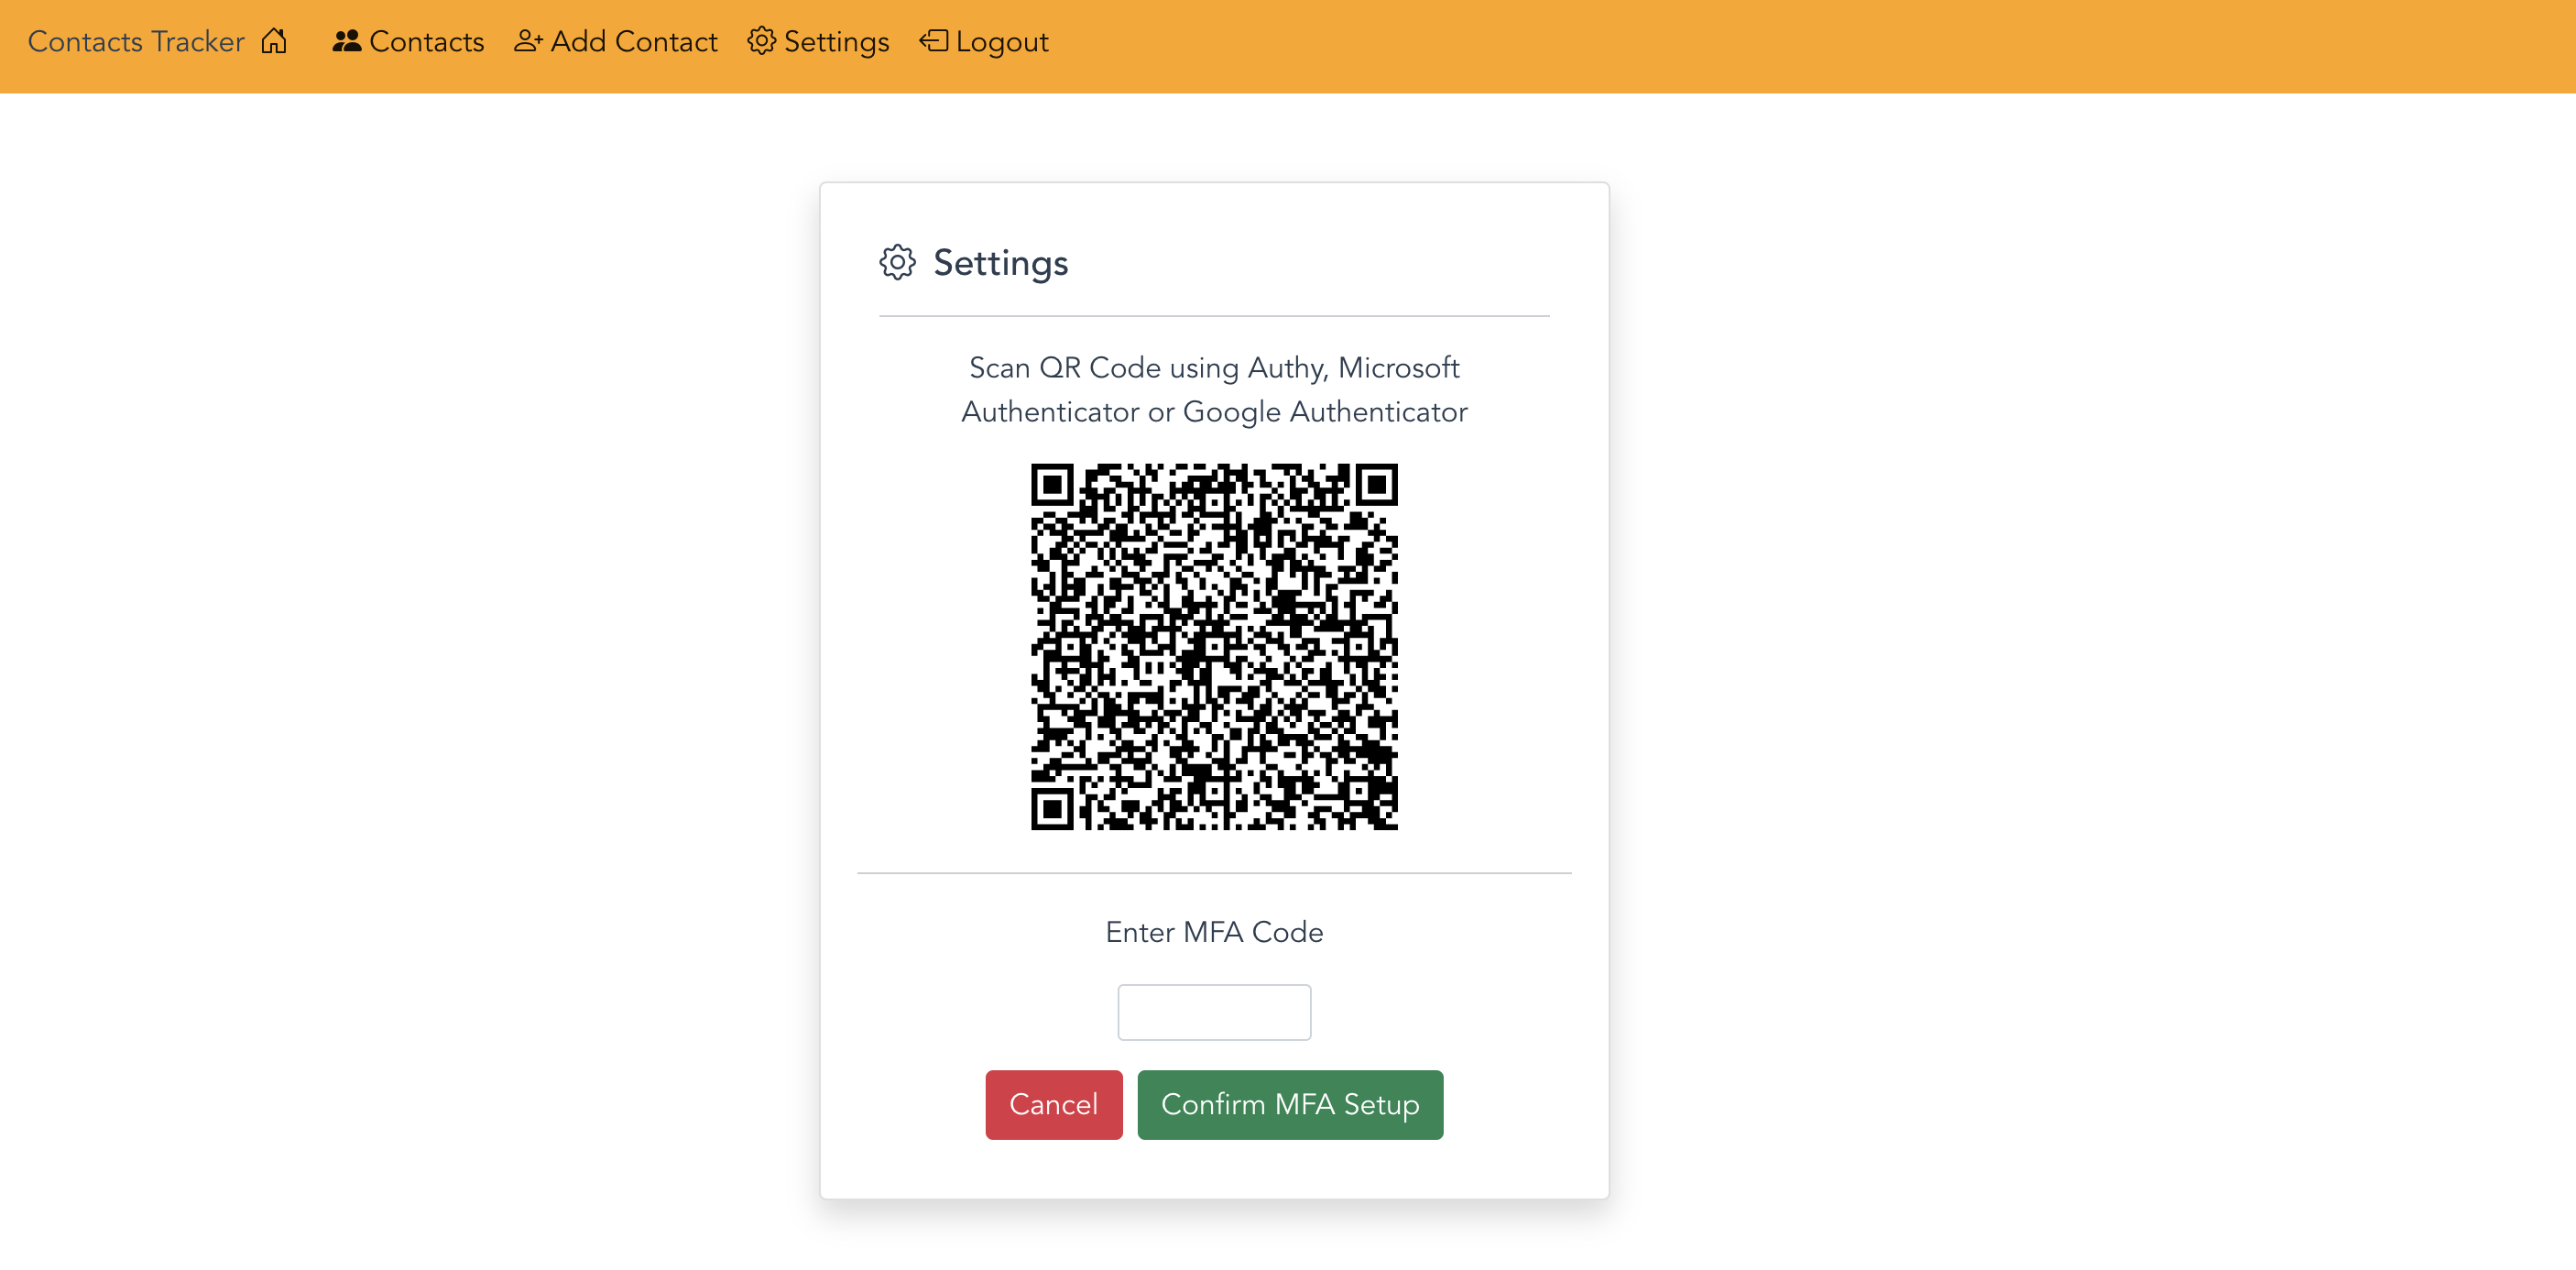 Contacts Tracker Contacts Add Contact Settings Logout
Settings
Scan QR Code using Authy, Microsoft
Authenticator or Google Authenticator
Enter MFA Code
Cancel Confirm MFA Setup